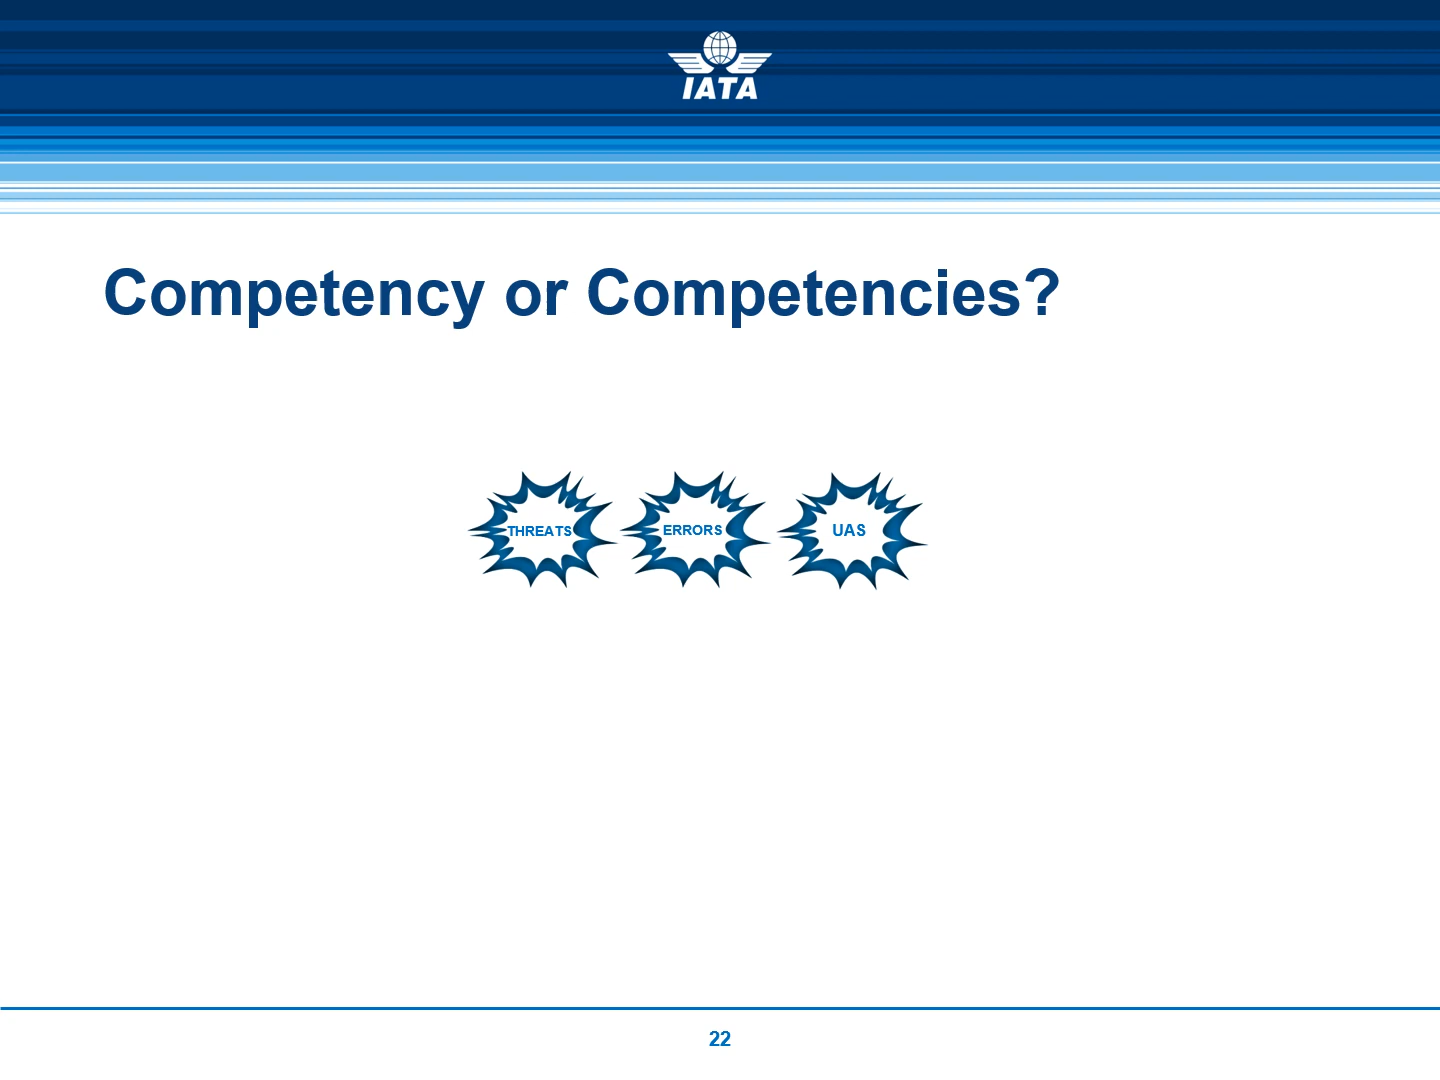 IATA
Competency or Competencies?
THREATS
ERRORS
UAS
22